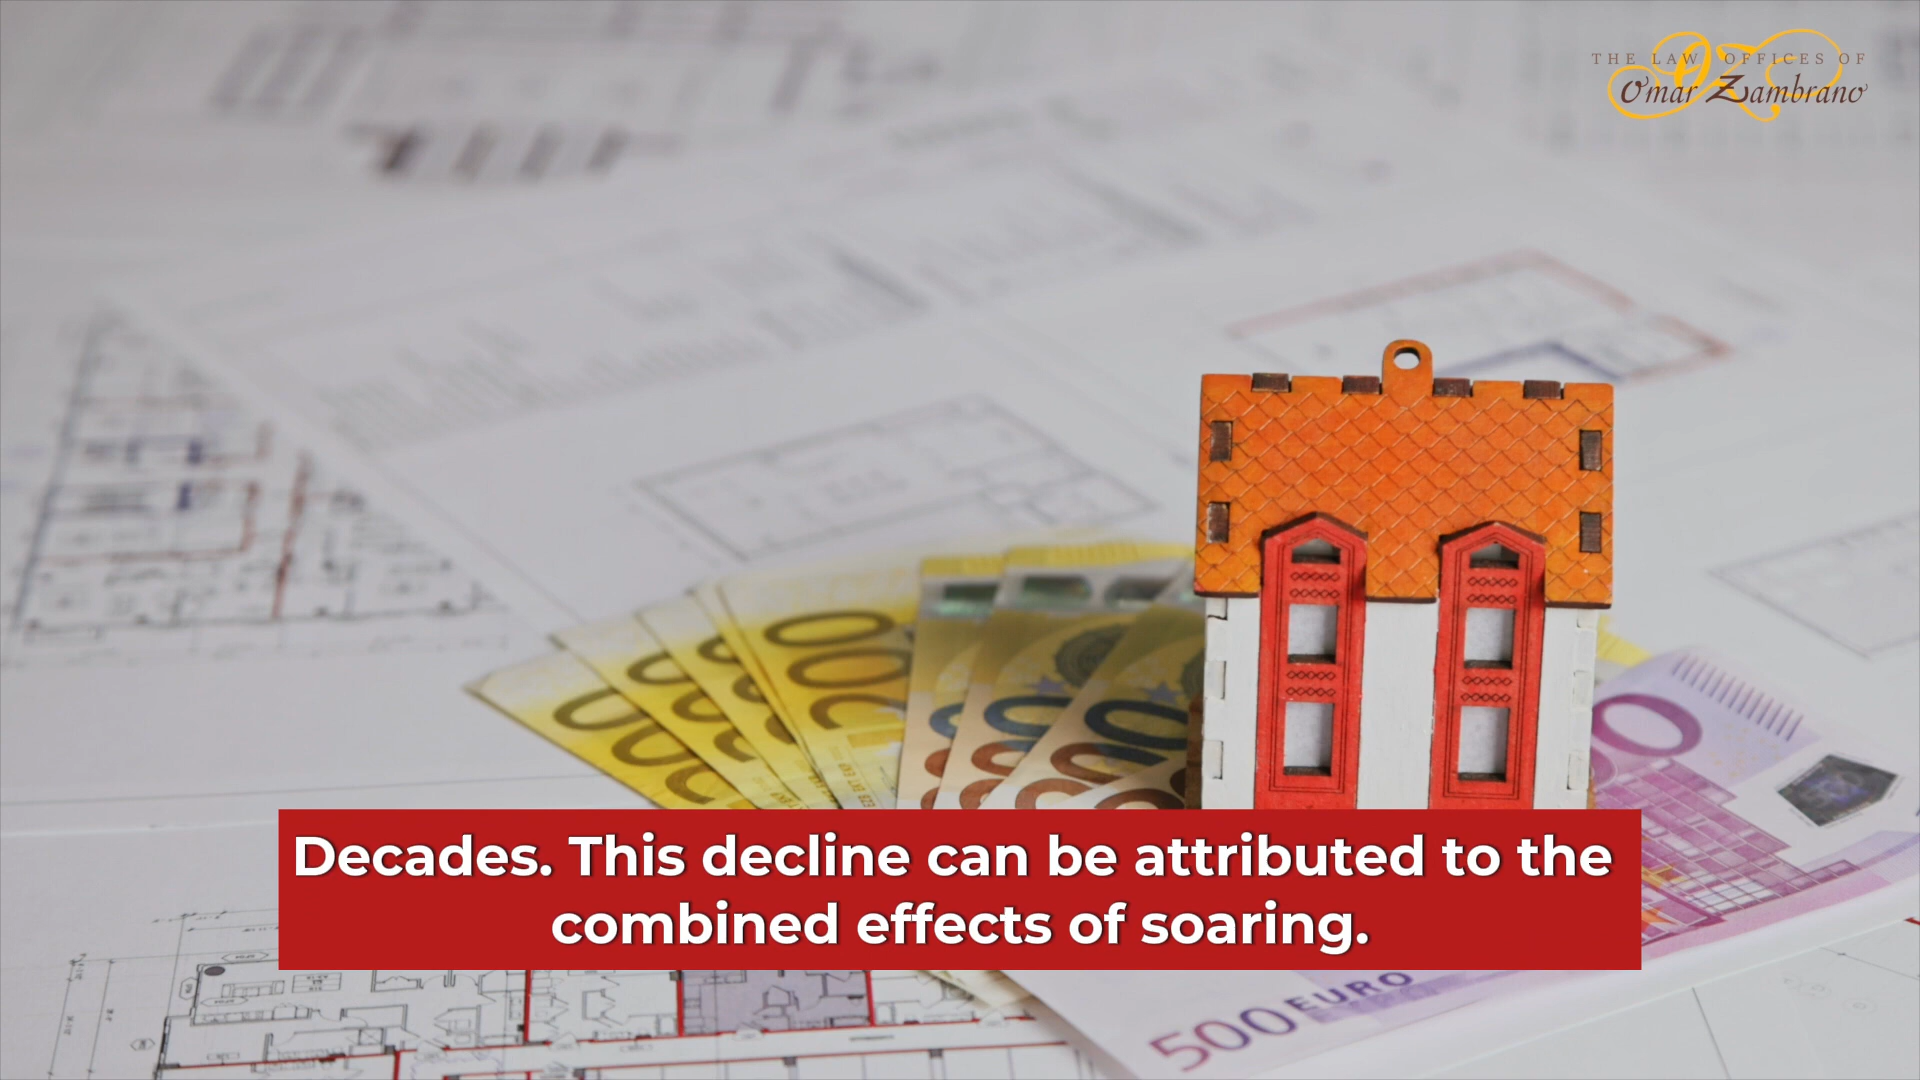 THE LAW OFFICES OF
Omar Zambrano
200
500 EURO
Decades. This decline can be attributed to the
combined effects of soaring.